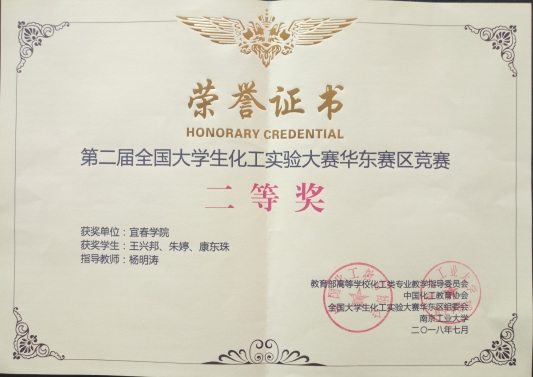 荣誉证书
HONORARY CREDENTIAL
第二届全国大学生化工实验大赛华东赛区竞赛
二等奖
获奖单位：宜春学院
获奖学生：王兴邦、朱婷、康东珠
指导教师：杨明涛
教育部高等学校化工类专业教学指导委员会
中国化工教育协会
全国大学生化工实验大赛华东区组委会
南京工业大学
二〇一八年七月